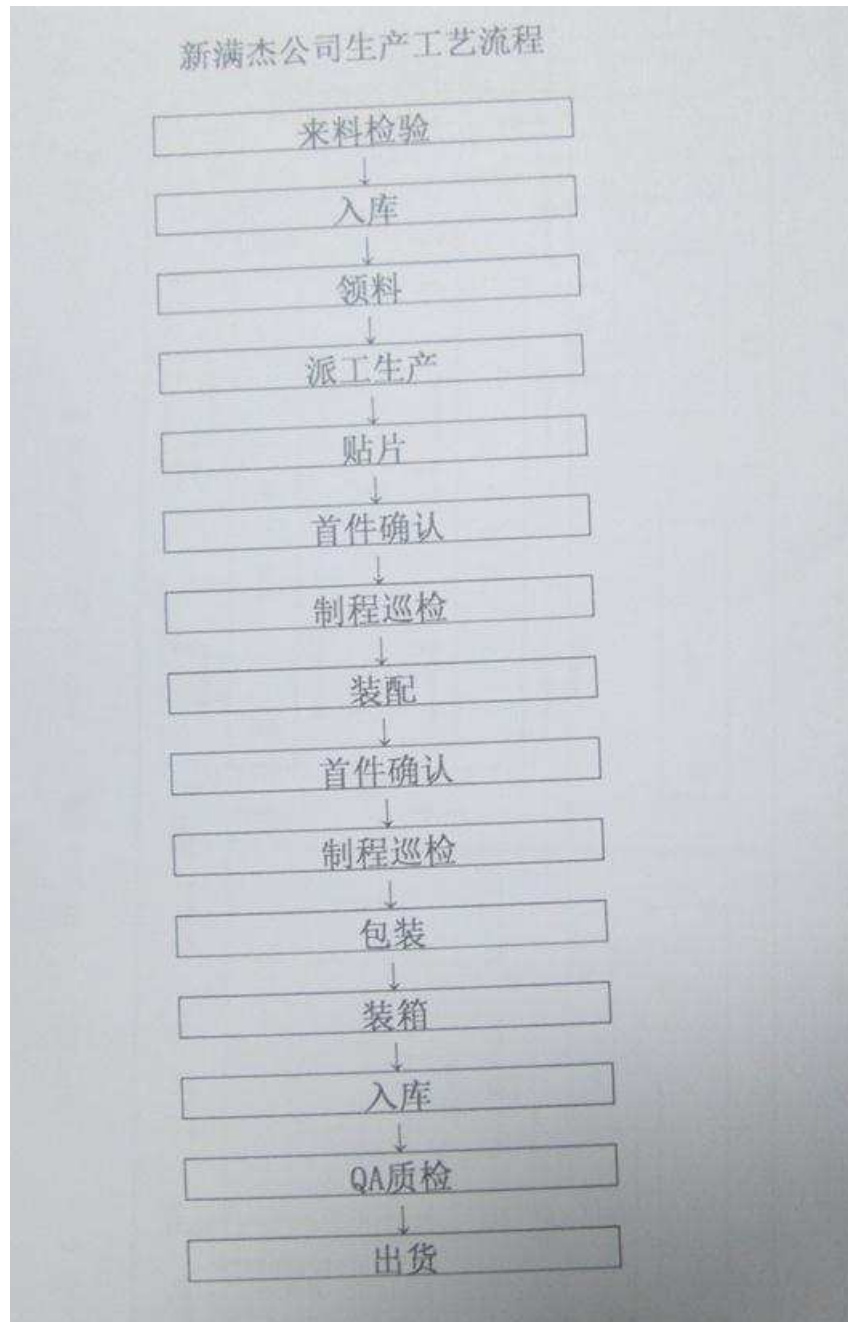 新满杰公司生产工艺流程
来料检验
入库
领料
派工生产
贴片
首件确认
制程巡检
装配
首件确认
制程巡检
包装
装箱
入库
QA质检
出货